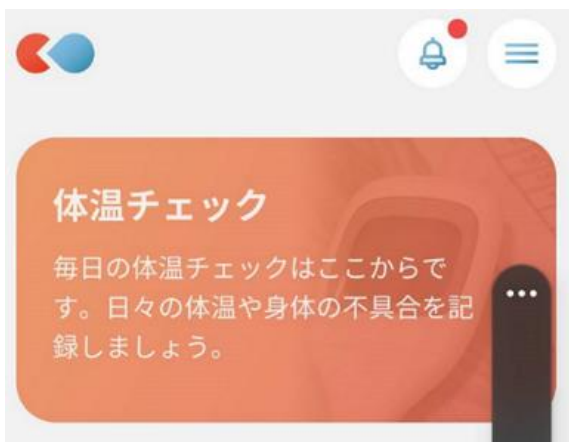 体温チェック
毎日の体温チェックはここからで
す。日々の体温や身体の不具合を記
録しましょう。